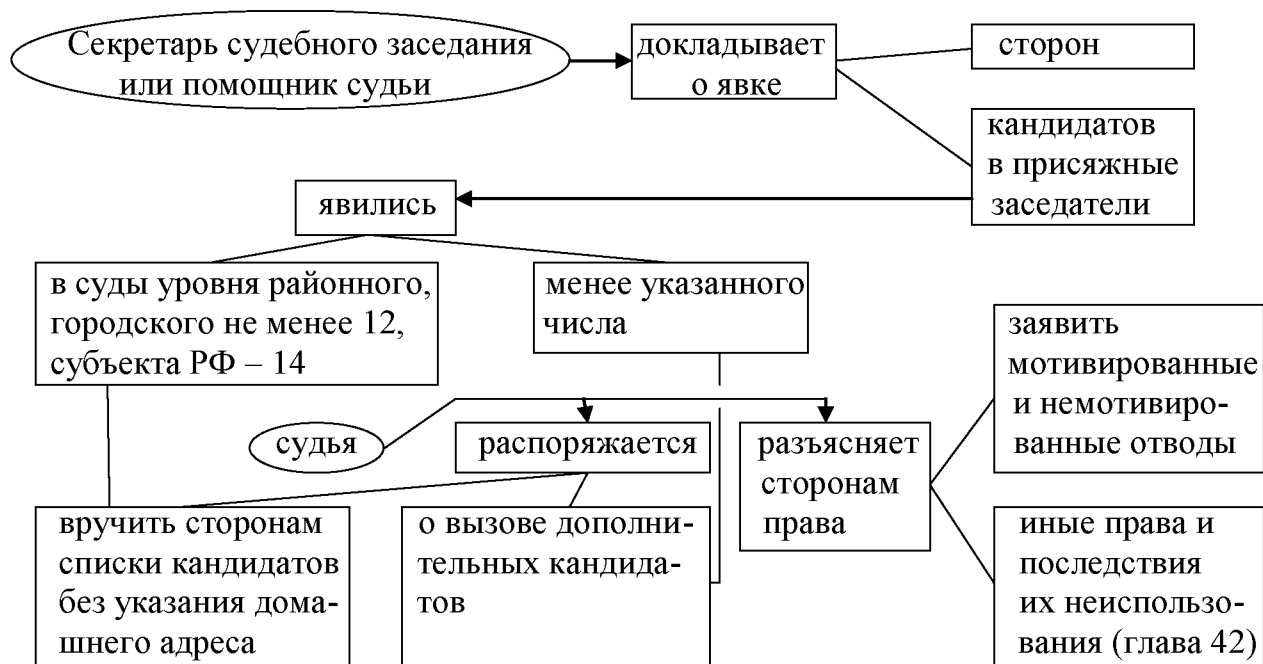 Секретарь судебного заседания
или помощник судьи
докладывает
о явке
сторон
кандидатов
в присяжные
заседатели
явились
в суды уровня районного,
городского не менее 12,
субъекта РФ – 14
менее указанного
числа
заявить
мотивированные
и немотивиро-
ванные отводы
судья
распоряжается
разъясняет
сторонам
права
вручить сторонам
списки кандидатов
без указания дома-
шнего адреса
о вызове дополни-
тельных кандида-
тов
иные права и
последствия
их неиспользо-
вания (глава 42)